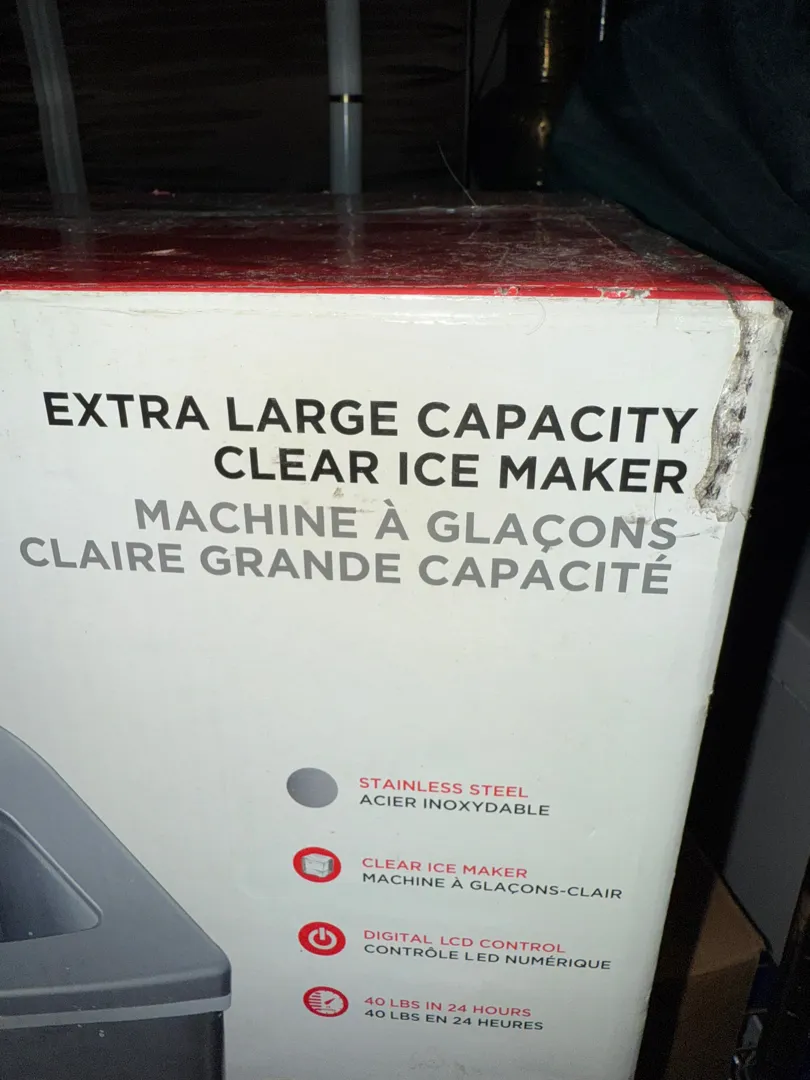 EXTRA LARGE CAPACITY
CLEAR ICE MAKER
MACHINE À GLAÇONS
CLAIRE GRANDE CAPACITÉ
STAINLESS STEEL
ACIER INOXYDABLE
CLEAR ICE MAKER
MACHINE À GLAÇONS-CLAIR
DIGITAL LCD CONTROL
CONTRÔLE LED NUMÉRIQUE
40 LBS IN 24 HOURS
40 LBS EN 24 HEURES